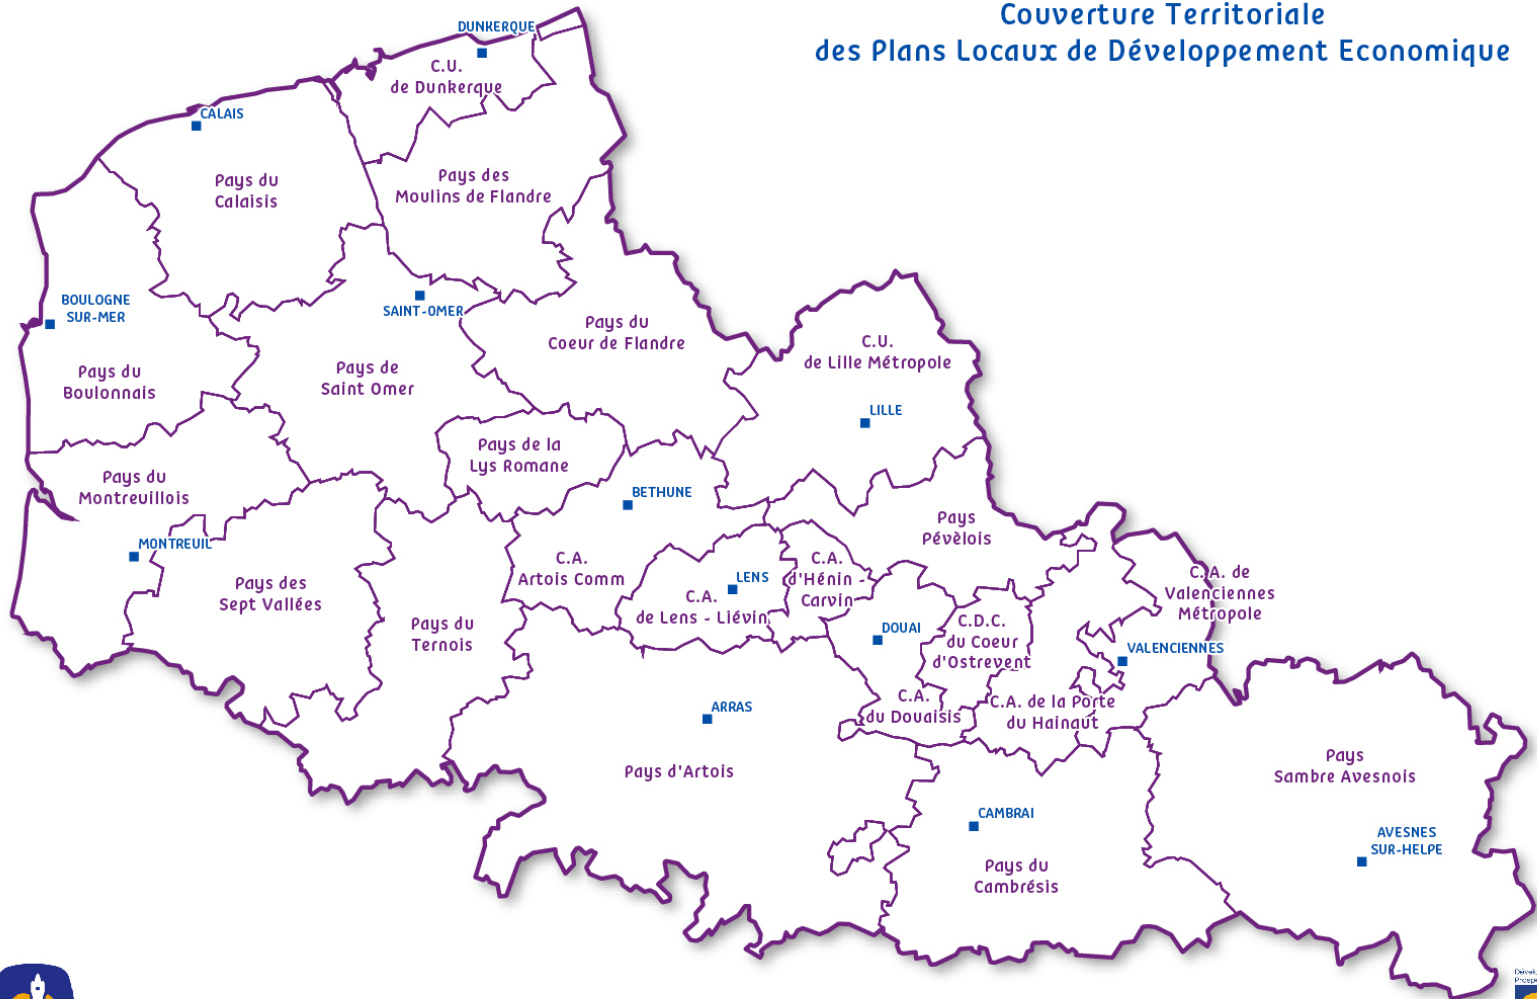 Couverture Territoriale
des Plans Locaux de Développement Economique
DUNKERQUE
C.U.
de Dunkerque
CALAIS
Pays du
Calaisis
Pays des
Moulins de Flandre
BOULOGNE
SUR-MER
SAINT-OMER
Pays du
Coeur de Flandre
C.U.
de Lille Métropole
Pays du
Boulonnais
Pays de
Saint Omer
LILLE
Pays de la
Lys Romane
Pays du
Montreuillois
BETHUNE
Pays
Pévèlois
MONTREUIL
Pays des
Sept Vallées
C.A.
Artois Comm
LENS
C.A.
de Lens - Liévin
C.A.
d'Hénin -
Carvin
C.A. de
Valenciennes
Métropole
Pays du
Ternois
DOUAI
C.D.C.
du Coeur
d'Ostrevent
VALENCIENNES
ARRAS
C.A.
du Douaisis
C.A. de la Porte
du Hainaut
Pays d'Artois
Pays
Sambre Avesnois
CAMBRAI
AVESNES
SUR-HELPE
Pays du
Cambrésis